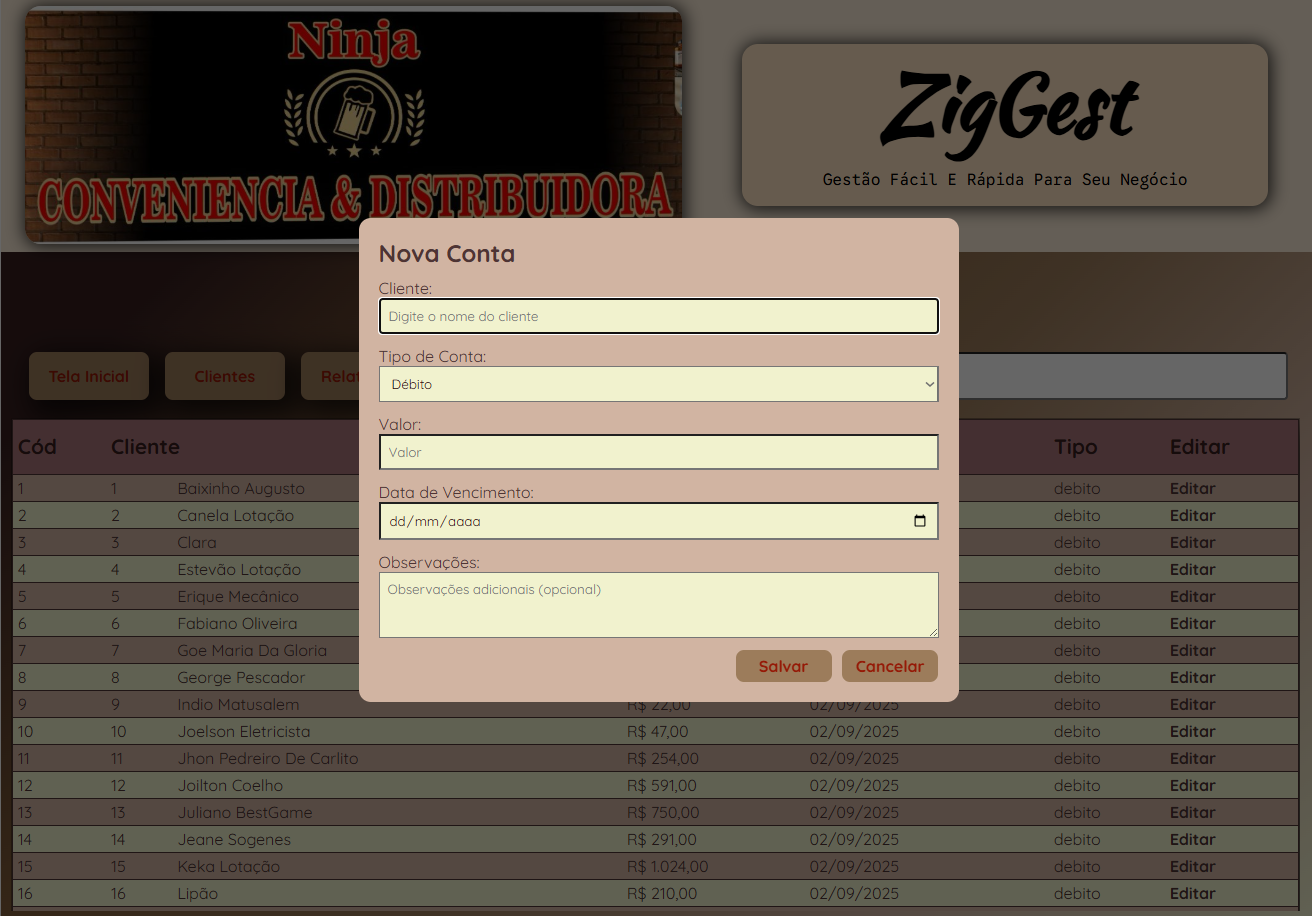 Ninja
CONVENIENCIA & DISTRIBUIDORA
ZigGest
Gestão Fácil E Rápida Para Seu Negócio
Nova Conta
Cliente:
Digite o nome do cliente
Tipo de Conta:
Débito
Valor:
Valor
Data de Vencimento:
dd/mm/aaaa
Observações:
Observações adicionais (opcional)
Salvar Cancelar
Tela Inicial Clientes
Cód Cliente Tipo Editar
1 1 Baixinho Augusto debito Editar
2 2 Canela Lotação debito Editar
3 3 Clara debito Editar
4 4 Estevão Lotação debito Editar
5 5 Erique Mecânico debito Editar
6 6 Fabiano Oliveira debito Editar
7 7 Goe Maria Da Gloria debito Editar
8 8 George Pescador debito Editar
9 9 Indio Matusalem R$ 22,00 02/09/2025 debito Editar
10 10 Joelson Eletricista R$ 47,00 02/09/2025 debito Editar
11 11 Jhon Pedreiro De Carlito R$ 254,00 02/09/2025 debito Editar
12 12 Joilton Coelho R$ 591,00 02/09/2025 debito Editar
13 13 Juliano BestGame R$ 750,00 02/09/2025 debito Editar
14 14 Jeane Sogenes R$ 291,00 02/09/2025 debito Editar
15 15 Keka Lotação R$ 1.024,00 02/09/2025 debito Editar
16 16 Lipão R$ 210,00 02/09/2025 debito Editar